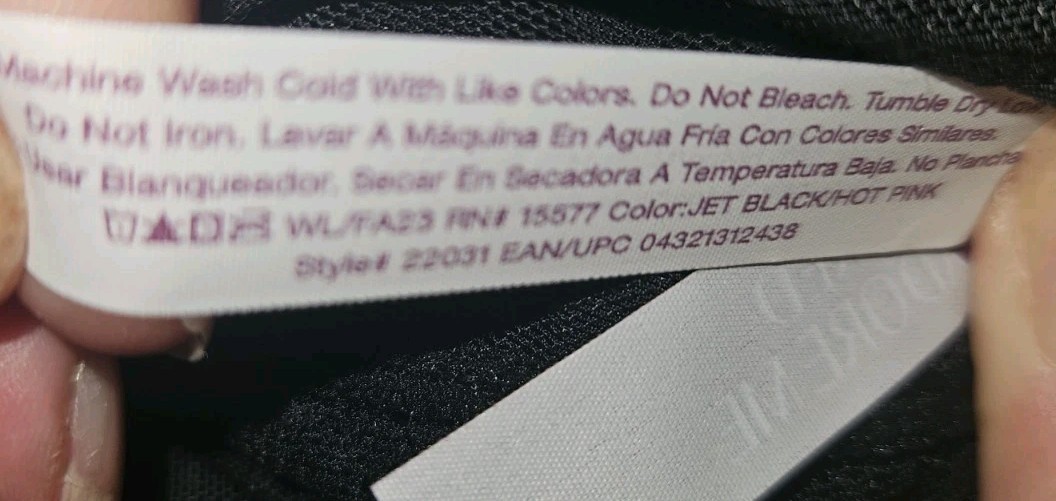 Machine Wash Cold With Like Colors. Do Not Bleach. Tumble Dry Low.
Do Not Iron. Lavar A Máquina En Agua Fría Con Colores Similares.
Usar Blanqueador. Secar En Secadora A Temperatura Baja. No Plancha
WL/FA23 RN# 15577 Color:JET BLACK/HOT PINK
Style# 22031 EAN/UPC 04321312438